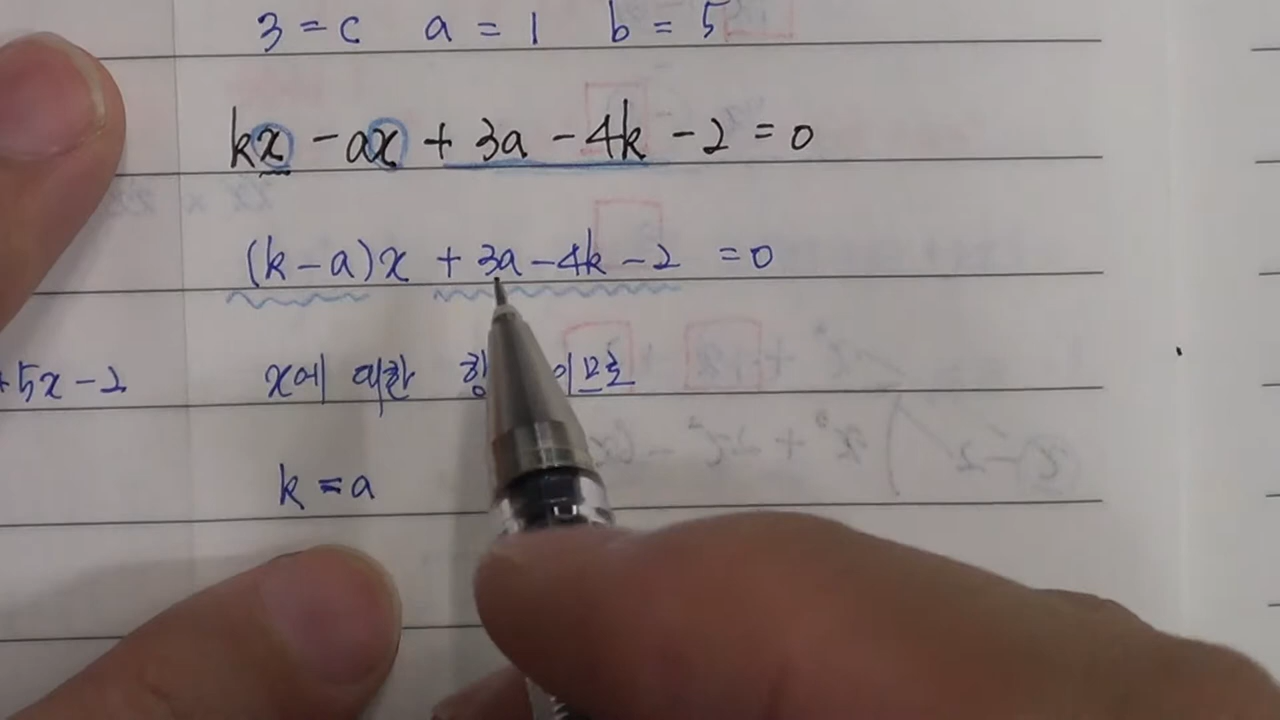 3 = c a = 1 b = 5
kx - ax + 3a - 4k - 2 = 0
(k - a)x + 3a - 4k - 2 = 0
+5x - 2
x에 대한 항 이므로
k = a